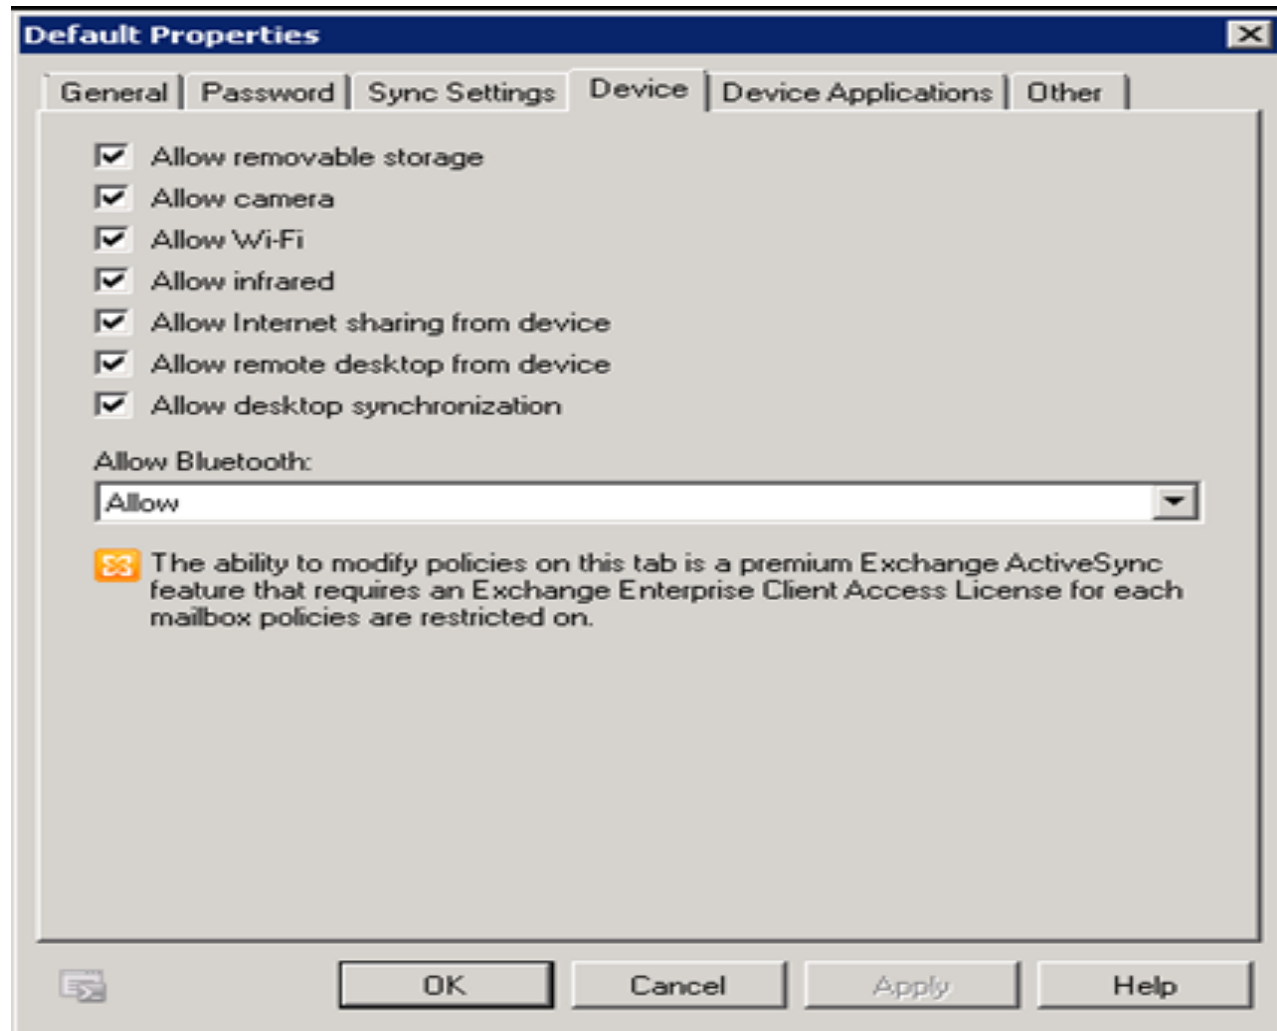 Default Properties
General Password Sync Settings Device Device Applications Other
Allow removable storage
Allow camera
Allow Wi-Fi
Allow infrared
Allow Internet sharing from device
Allow remote desktop from device
Allow desktop synchronization
Allow Bluetooth:
Allow
The ability to modify policies on this tab is a premium Exchange ActiveSync
feature that requires an Exchange Enterprise Client Access License for each
mailbox policies are restricted on.
OK Cancel Apply Help